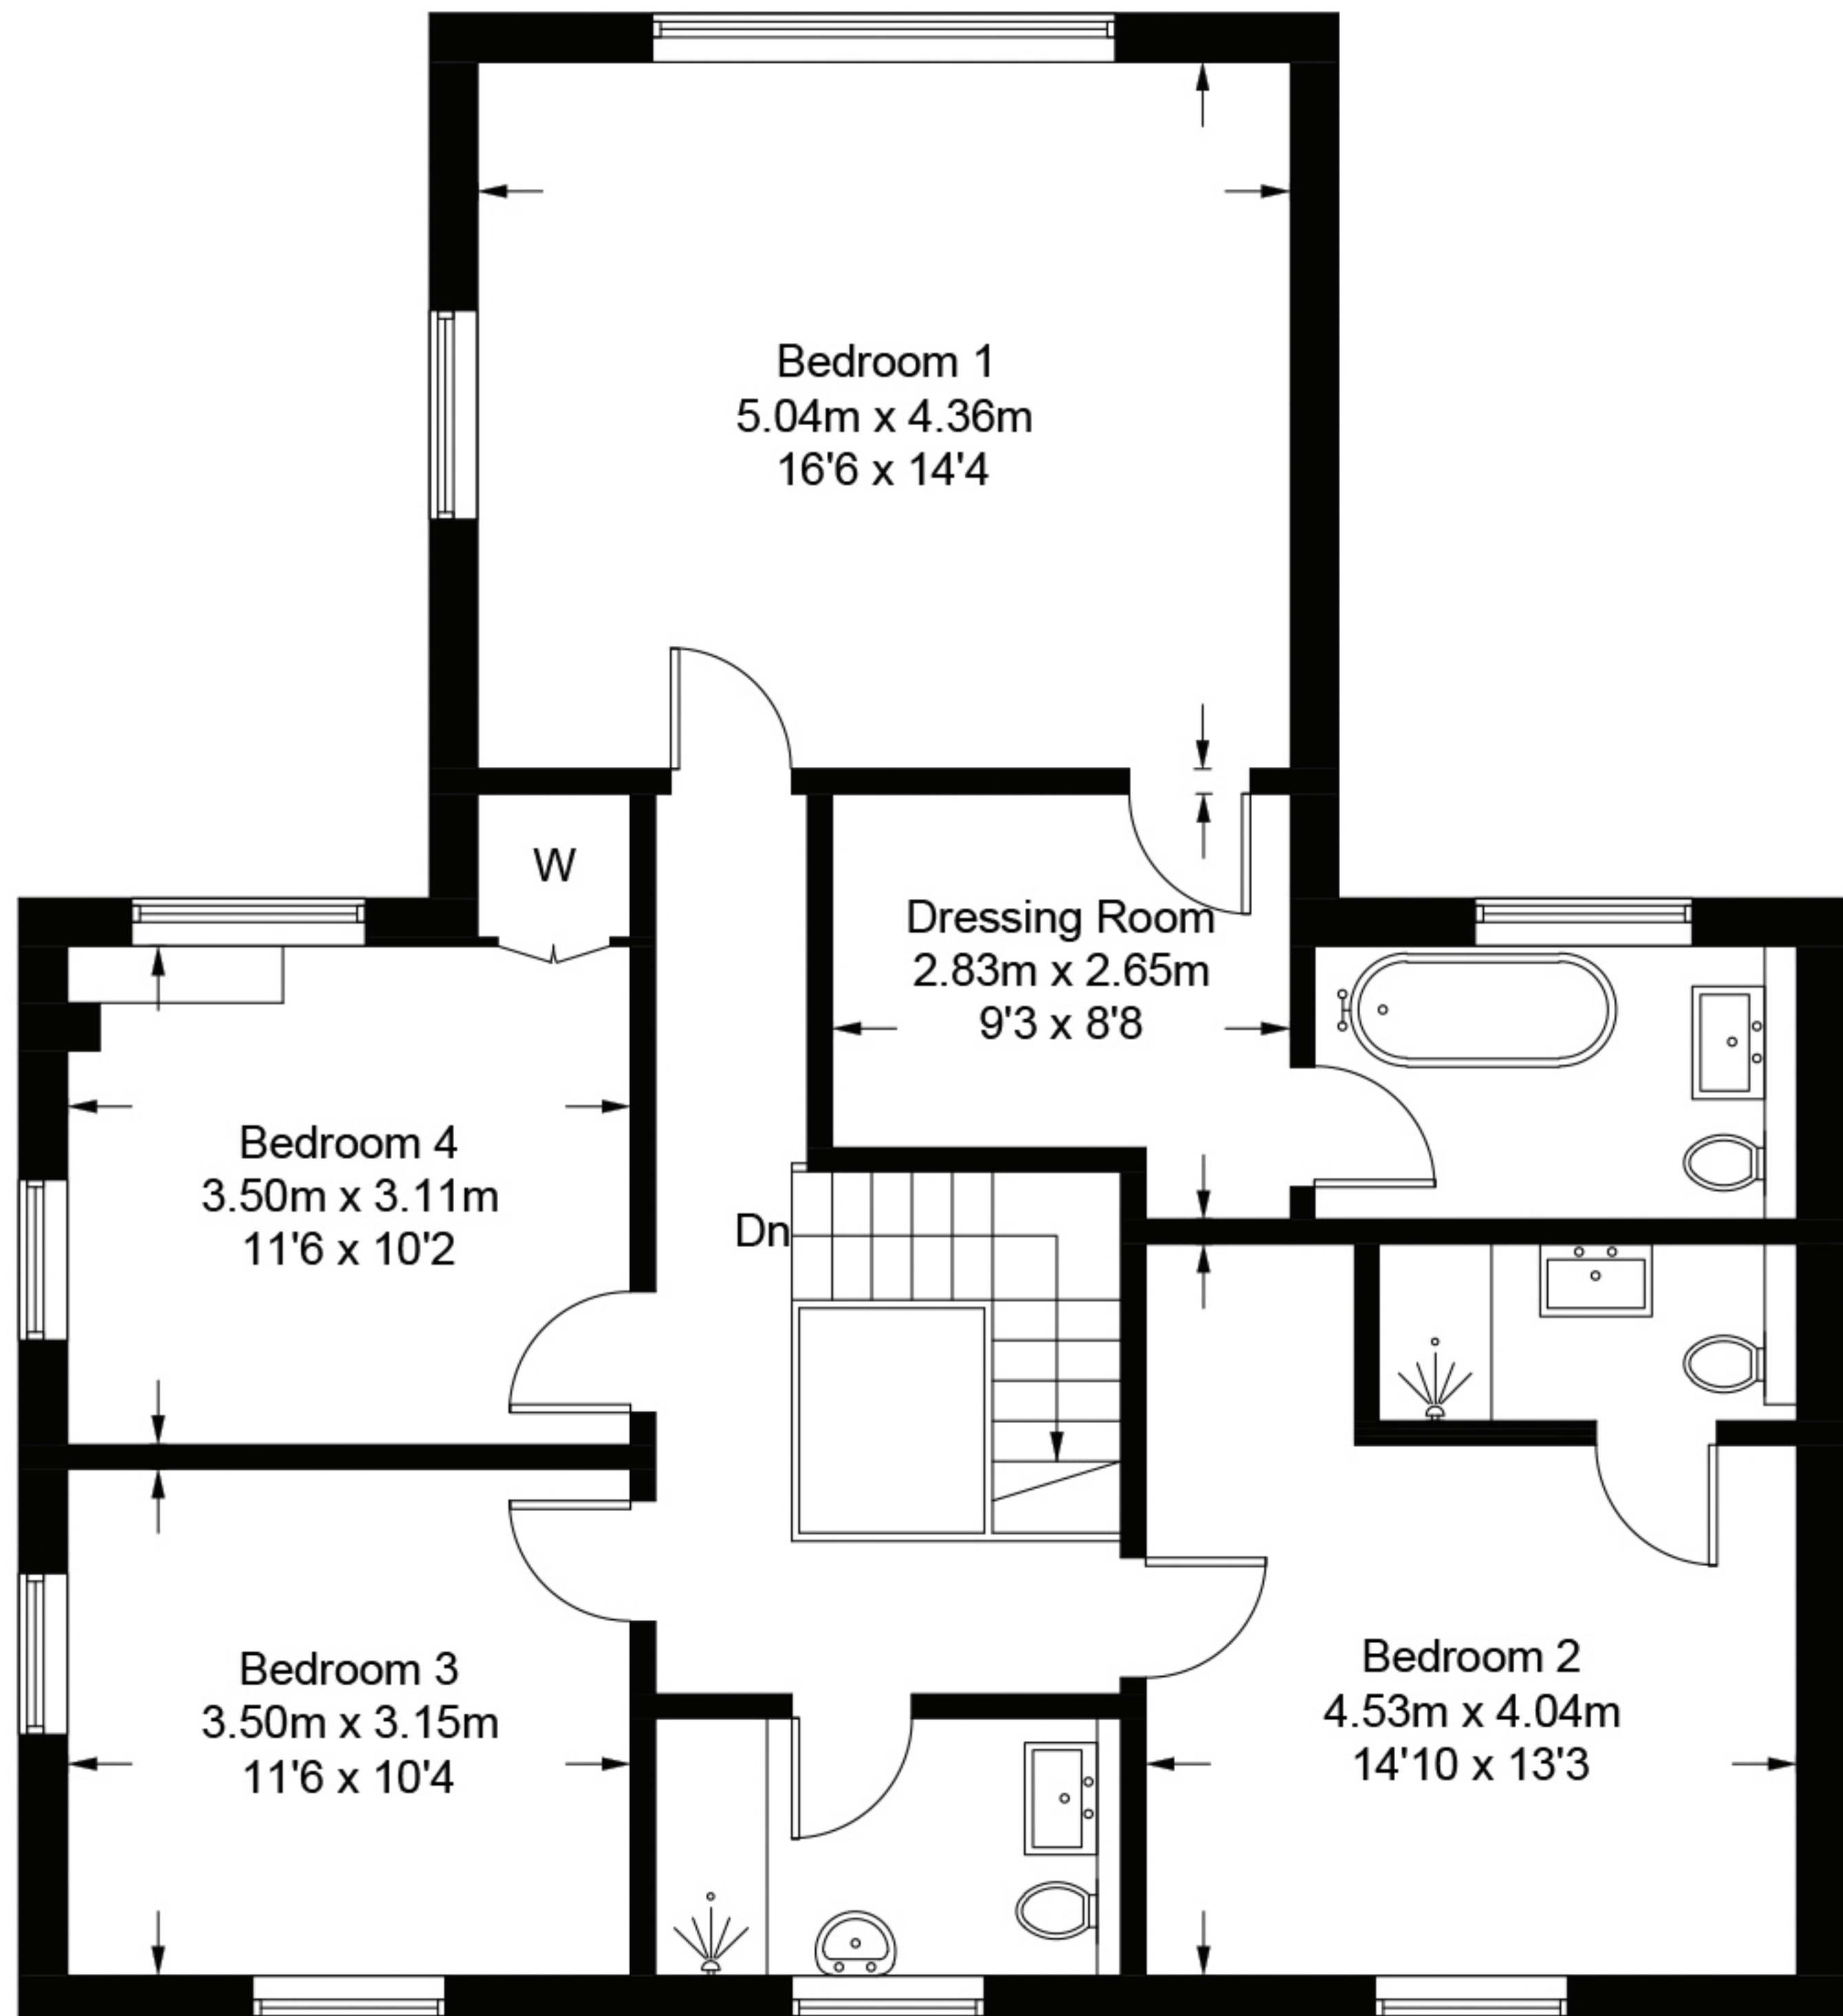 Bedroom 1
5.04m x 4.36m
16'6 x 14'4
W
Dressing Room
2.83m x 2.65m
9'3 x 8'8
Bedroom 4
3.50m x 3.11m
11'6 x 10'2
Dn
Bedroom 3
3.50m x 3.15m
11'6 x 10'4
Bedroom 2
4.53m x 4.04m
14'10 x 13'3